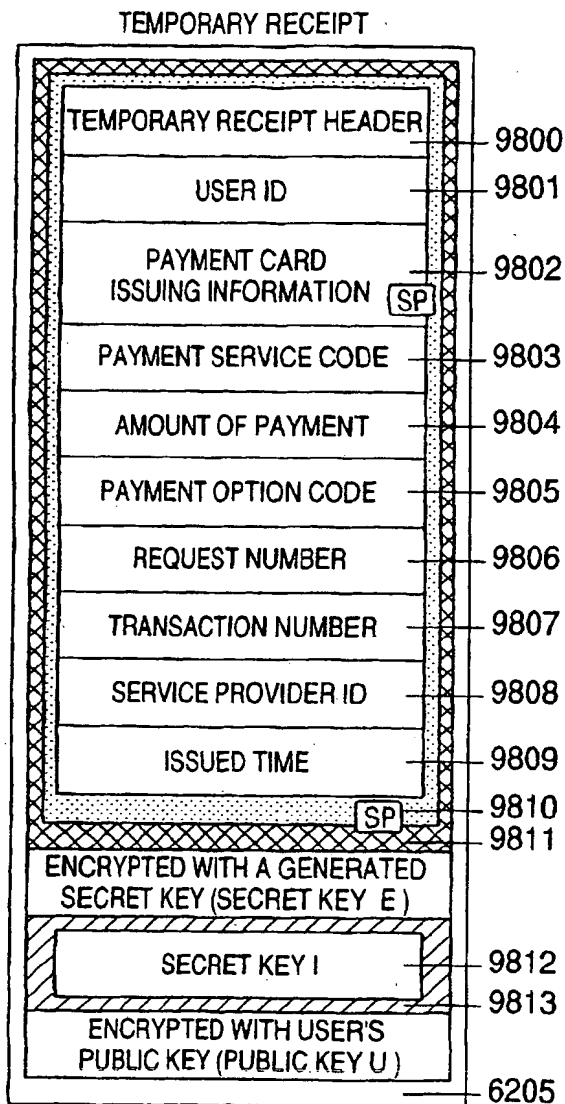 TEMPORARY RECEIPT
TEMPORARY RECEIPT HEADER
9800
USER ID
9801
PAYMENT CARD
ISSUING INFORMATION
SP
9802
PAYMENT SERVICE CODE
9803
AMOUNT OF PAYMENT
9804
PAYMENT OPTION CODE
9805
REQUEST NUMBER
9806
TRANSACTION NUMBER
9807
SERVICE PROVIDER ID
9808
ISSUED TIME
9809
SP
9810
9811
ENCRYPTED WITH A GENERATED
SECRET KEY (SECRET KEY E)
SECRET KEY I
9812
9813
ENCRYPTED WITH USER'S
PUBLIC KEY (PUBLIC KEY U)
6205